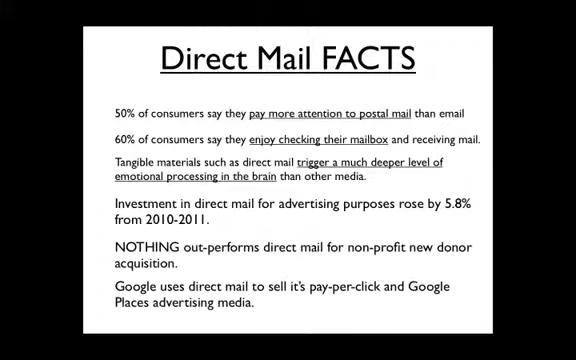 Direct Mail FACTS
50% of consumers say they pay more attention to postal mail than email
60% of consumers say they enjoy checking their mailbox and receiving mail.
Tangible materials such as direct mail trigger a much deeper level of
emotional processing in the brain than other media.
Investment in direct mail for advertising purposes rose by 5.8%
from 2010-2011.
NOTHING out-performs direct mail for non-profit new donor
acquisition.
Google uses direct mail to sell it's pay-per-click and Google
Places advertising media.